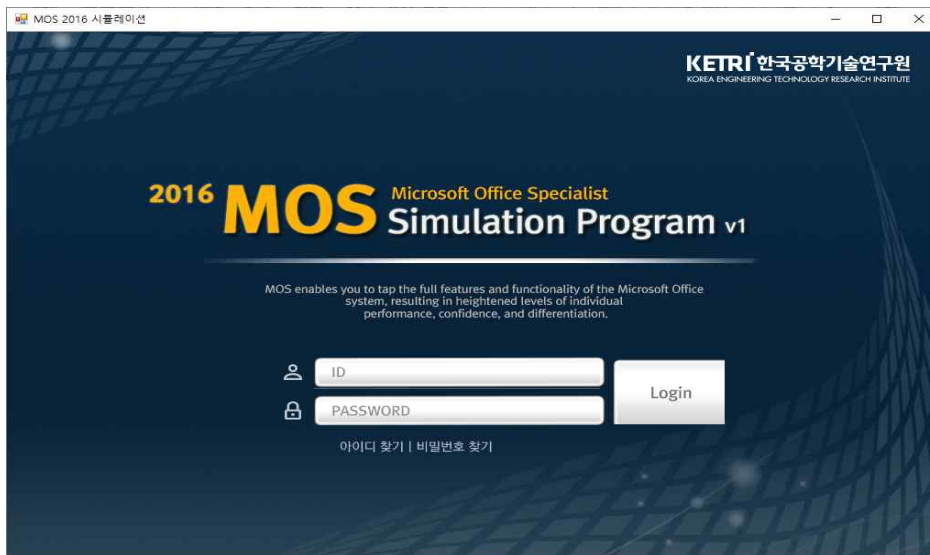 MOS 2016 시뮬레이션
KETRI 한국공학기술연구원
KOREA ENGINEERING TECHNOLOGY RESEARCH INSTITUTE
2016 MOS Microsoft Office Specialist
Simulation Program v1
MOS enables you to tap the full features and functionality of the Microsoft Office
system, resulting in heightened levels of individual
performance, confidence, and differentiation.
ID
PASSWORD
Login
아이디 찾기 | 비밀번호 찾기